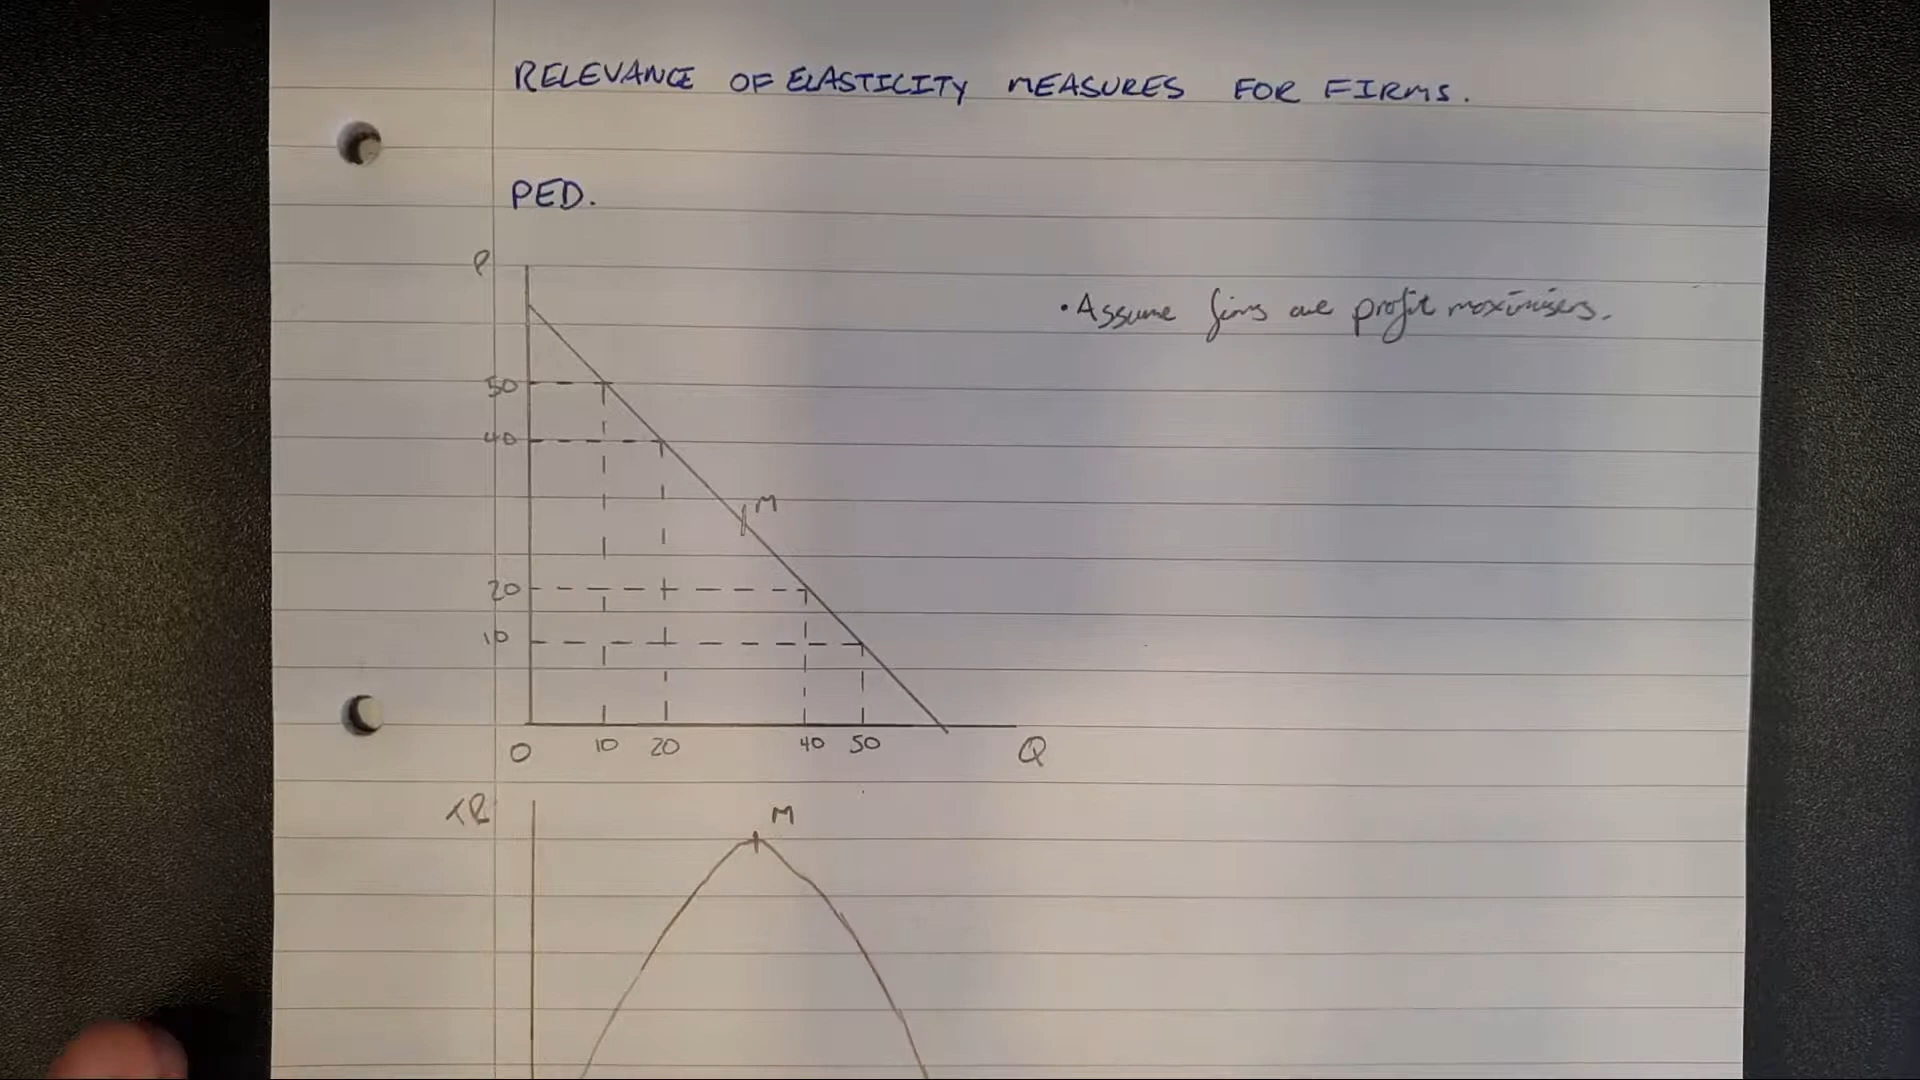 RELEVANCE OF ELASTICITY MEASURES FOR FIRMS.
PED.
P
• Assume firms are profit maximisers.
50
40
M
20
10
O 10 20 40 50 Q
TR M